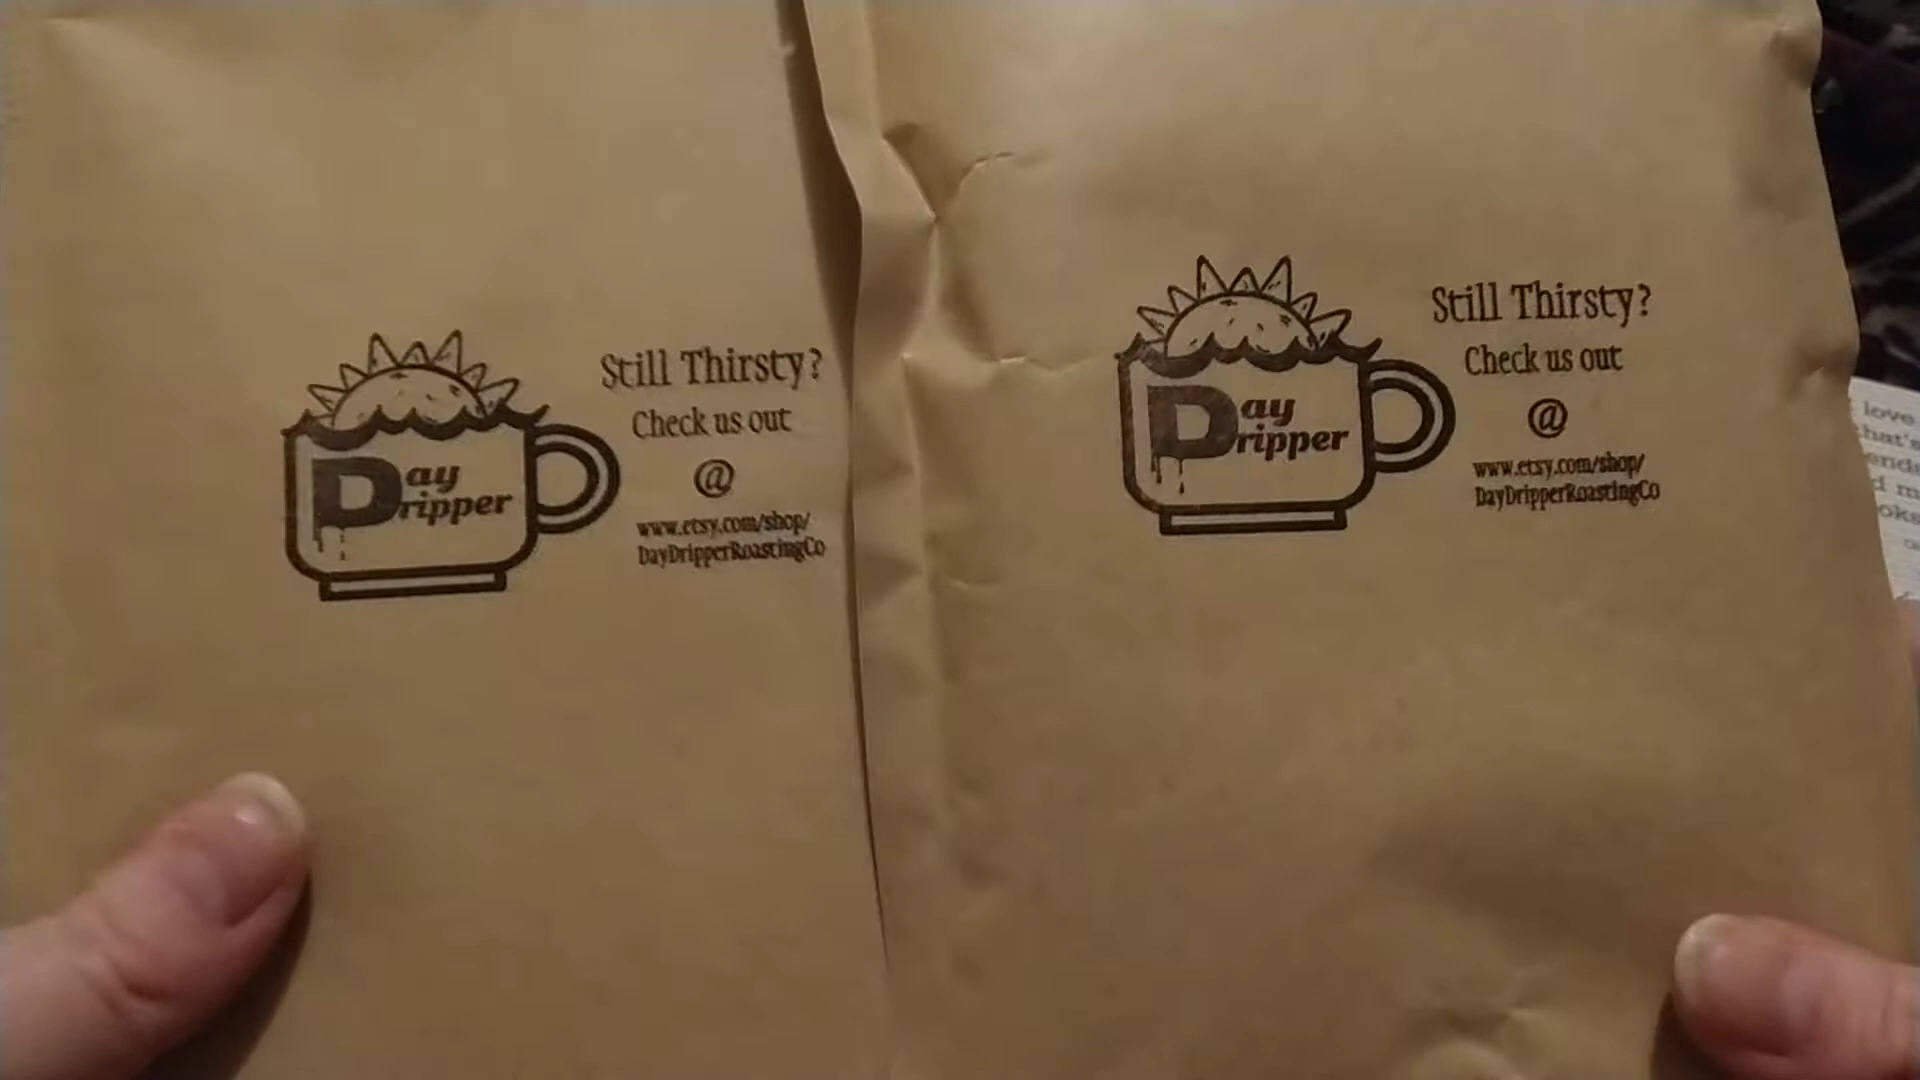 Day
Dripper
Still Thirsty?
Check us out
@
www.etsy.com/shop/
DayDripperRoastingCo
Day
Dripper
Still Thirsty?
Check us out
@
www.etsy.com/shop/
DayDripperRoastingCo
love
that's